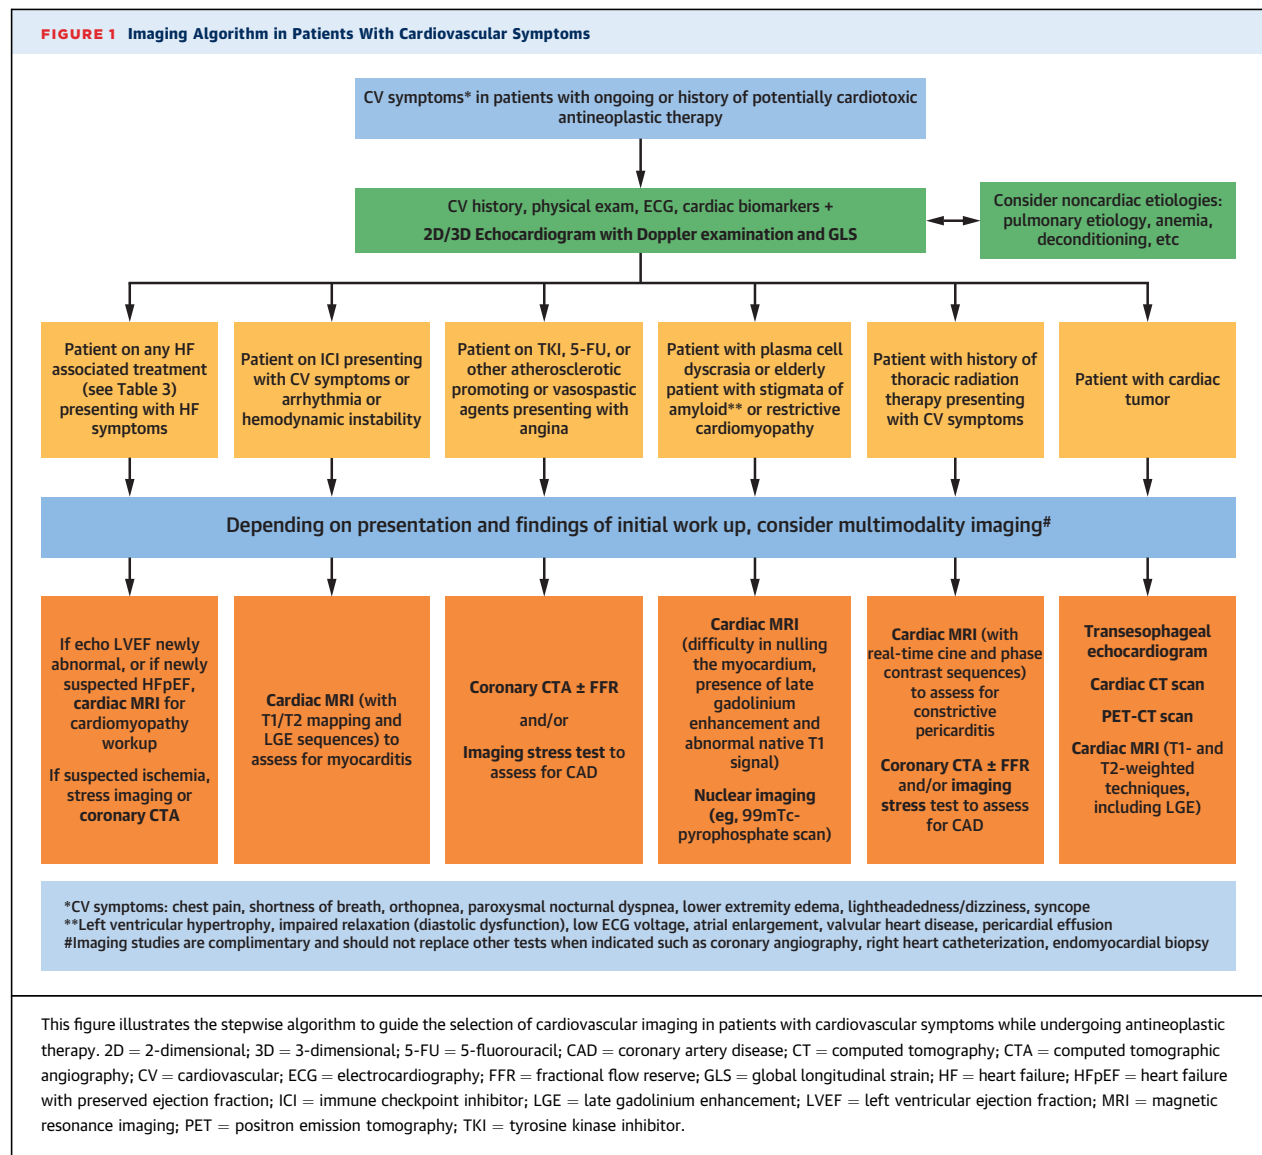 FIGURE 1 Imaging Algorithm in Patients With Cardiovascular Symptoms
CV symptoms* in patients with ongoing or history of potentially cardiotoxic
antineoplastic therapy
CV history, physical exam, ECG, cardiac biomarkers +
2D/3D Echocardiogram with Doppler examination and GLS
Consider noncardiac etiologies:
pulmonary etiology, anemia,
deconditioning, etc
Patient on any HF
associated treatment
(see Table 3)
presenting with HF
symptoms
Patient on ICI presenting
with CV symptoms or
arrhythmia or
hemodynamic instability
Patient on TKI, 5-FU, or
other atherosclerotic
promoting or vasospastic
agents presenting with
angina
Patient with plasma cell
dyscrasia or elderly
patient with stigmata of
amyloid** or restrictive
cardiomyopathy
Patient with history of
thoracic radiation
therapy presenting
with CV symptoms
Patient with cardiac
tumor
Depending on presentation and findings of initial work up, consider multimodality imaging#
If echo LVEF newly
abnormal, or if newly
suspected HFpEF,
cardiac MRI for
cardiomyopathy
workup
If suspected ischemia,
stress imaging or
coronary CTA
Cardiac MRI (with
T1/T2 mapping and
LGE sequences) to
assess for myocarditis
Coronary CTA ± FFR
and/or
Imaging stress test to
assess for CAD
Cardiac MRI
(difficulty in nulling
the myocardium,
presence of late
gadolinium
enhancement and
abnormal native T1
signal)
Nuclear imaging
(eg, 99mTc-
pyrophosphate scan)
Cardiac MRI (with
real-time cine and phase
contrast sequences)
to assess for
constrictive
pericarditis
Coronary CTA ± FFR
and/or imaging
stress test to assess
for CAD
Transesophageal
echocardiogram
Cardiac CT scan
PET-CT scan
Cardiac MRI (T1- and
T2-weighted
techniques,
including LGE)
*CV symptoms: chest pain, shortness of breath, orthopnea, paroxysmal nocturnal dyspnea, lower extremity edema, lightheadedness/dizziness, syncope
**Left ventricular hypertrophy, impaired relaxation (diastolic dysfunction), low ECG voltage, atrial enlargement, valvular heart disease, pericardial effusion
#Imaging studies are complimentary and should not replace other tests when indicated such as coronary angiography, right heart catheterization, endomyocardial biopsy
This figure illustrates the stepwise algorithm to guide the selection of cardiovascular imaging in patients with cardiovascular symptoms while undergoing antineoplastic
therapy. 2D = 2-dimensional; 3D = 3-dimensional; 5-FU = 5-fluorouracil; CAD = coronary artery disease; CT = computed tomography; CTA = computed tomographic
angiography; CV = cardiovascular; ECG = electrocardiography; FFR = fractional flow reserve; GLS = global longitudinal strain; HF = heart failure; HFpEF = heart failure
with preserved ejection fraction; ICI = immune checkpoint inhibitor; LGE = late gadolinium enhancement; LVEF = left ventricular ejection fraction; MRI = magnetic
resonance imaging; PET = positron emission tomography; TKI = tyrosine kinase inhibitor.